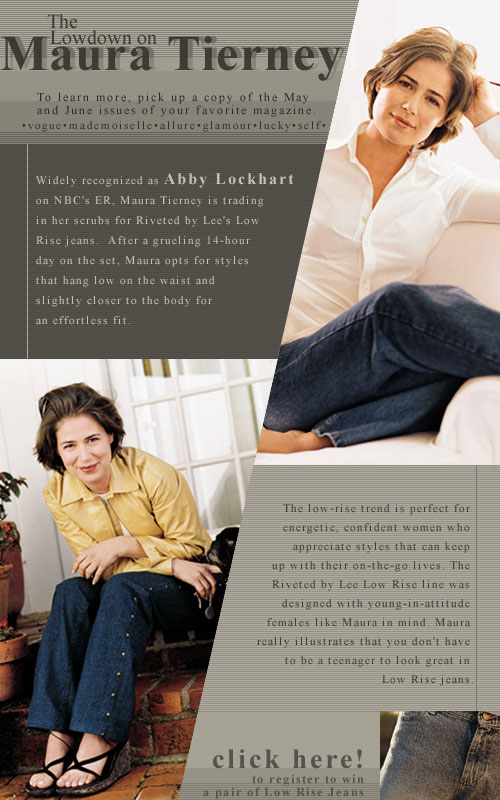 The
Lowdown on
Maura Tierney
To learn more, pick up a copy of the May
and June issues of your favorite magazine.
•vogue•mademoiselle•allure•glamour•lucky•self•
Widely recognized as Abby Lockhart
on NBC's ER, Maura Tierney is trading
in her scrubs for Riveted by Lee's Low
Rise jeans. After a grueling 14-hour
day on the set, Maura opts for styles
that hang low on the waist and
slightly closer to the body for
an effortless fit.
The low-rise trend is perfect for
energetic, confident women who
appreciate styles that can keep
up with their on-the-go lives. The
Riveted by Lee Low Rise line was
designed with young-in-attitude
females like Maura in mind. Maura
really illustrates that you don't have
to be a teenager to look great in
Low Rise jeans.
click here!
to register to win
a pair of Low Rise Jeans